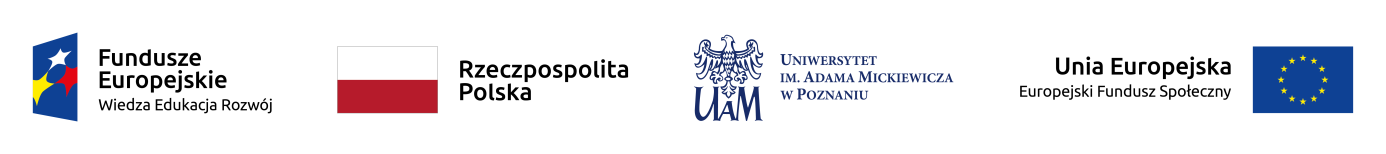 Fundusze
Europejskie
Wiedza Edukacja Rozwój
Rzeczpospolita
Polska
UAM
UNIWERSYTET
IM. ADAMA MICKIEWICZA
W POZNANIU
Unia Europejska
Europejski Fundusz Społeczny